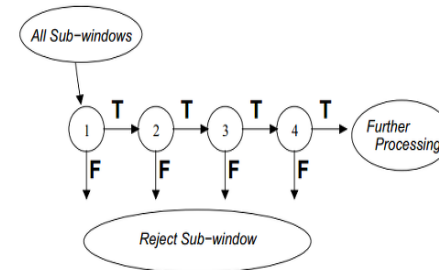 All Sub-windows
T T T T
1 2 3 4
Further
Processing
F F F F
Reject Sub-window